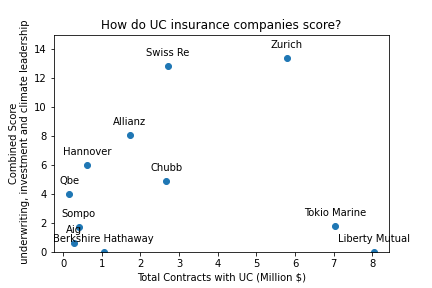 How do UC insurance companies score?
Combined Score
underwriting, investment and climate leadership
14
12
10
8
6
4
2
0
Zurich
Swiss Re
Allianz
Hannover
Chubb
Qbe
Sompo
Tokio Marine
Aig
Berkshire Hathaway
Liberty Mutual
0 1 2 3 4 5 6 7 8
Total Contracts with UC (Million $)